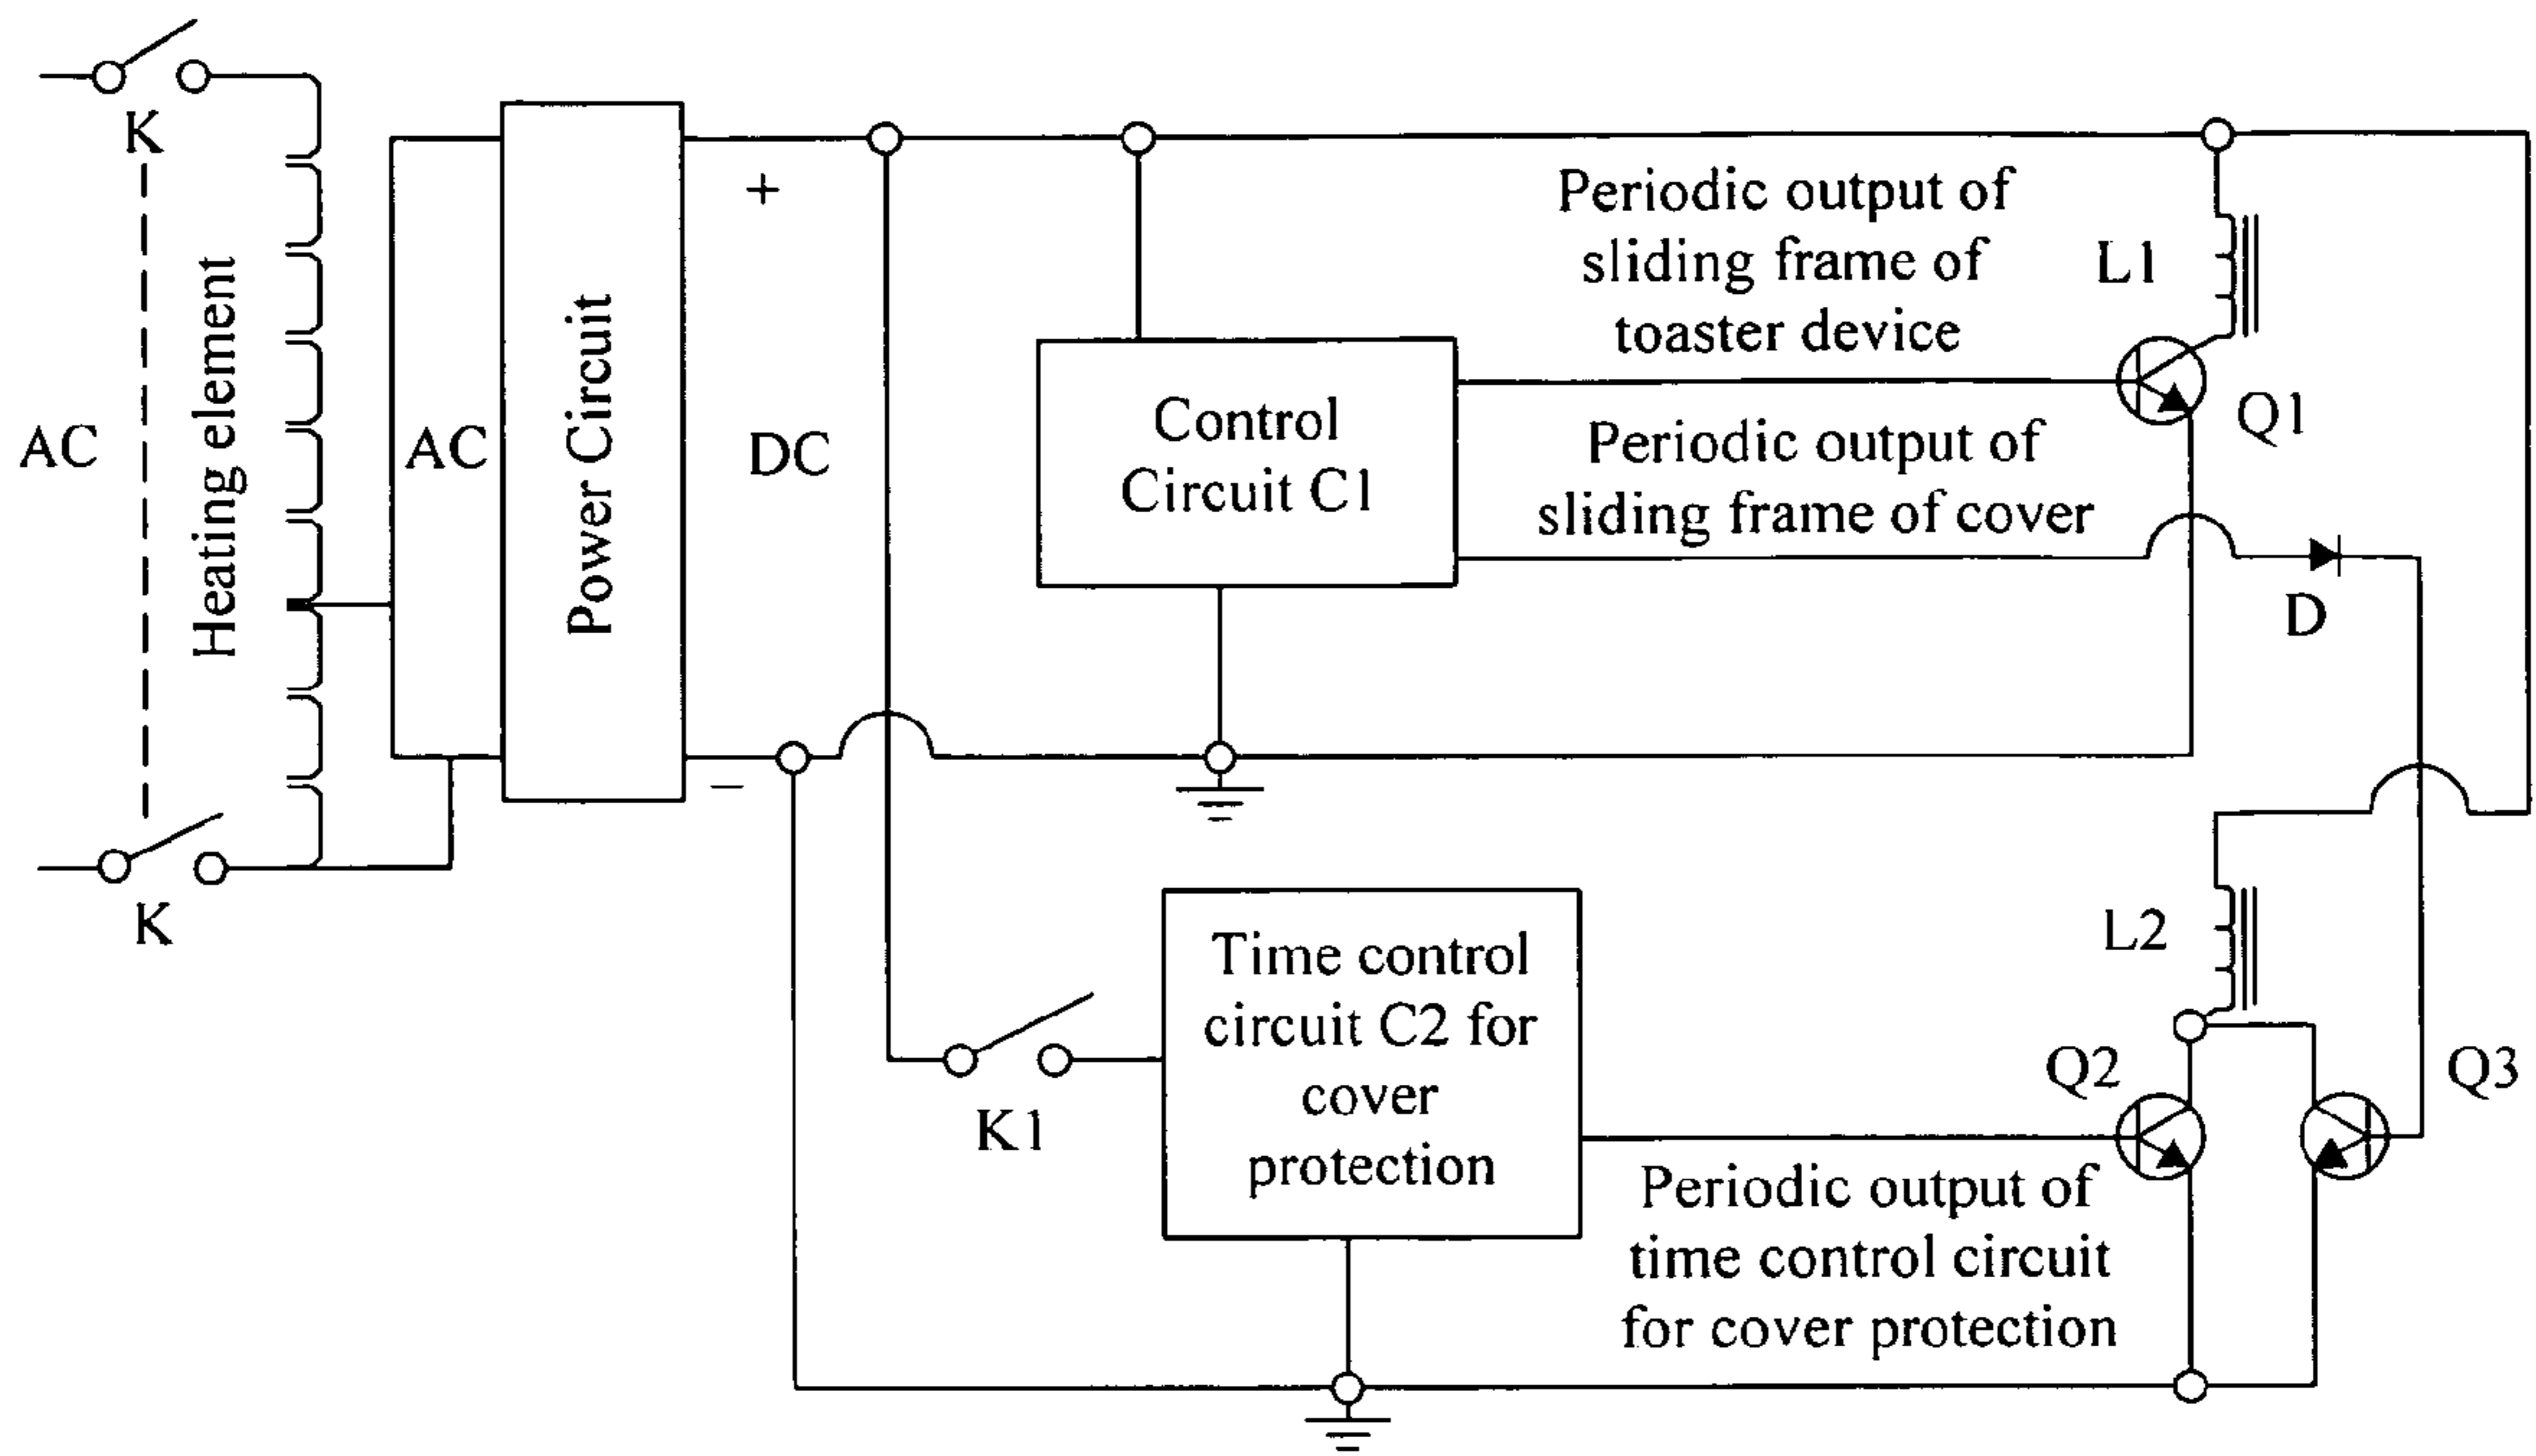 K
AC
Heating element
K
AC
Power Circuit
+
DC
−
Control
Circuit C1
Periodic output of
sliding frame of
toaster device
L1
Q1
Periodic output of
sliding frame of cover
D
K1
Time control
circuit C2 for
cover
protection
L2
Q2
Q3
Periodic output of
time control circuit
for cover protection